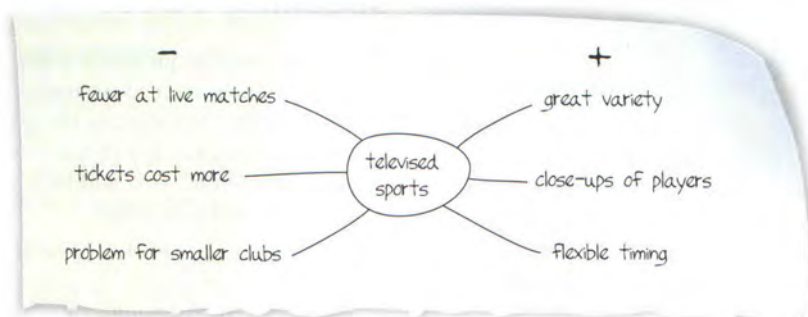 -
+
fewer at live matches
great variety
televised
sports
tickets cost more
close-ups of players
problem for smaller clubs
flexible timing